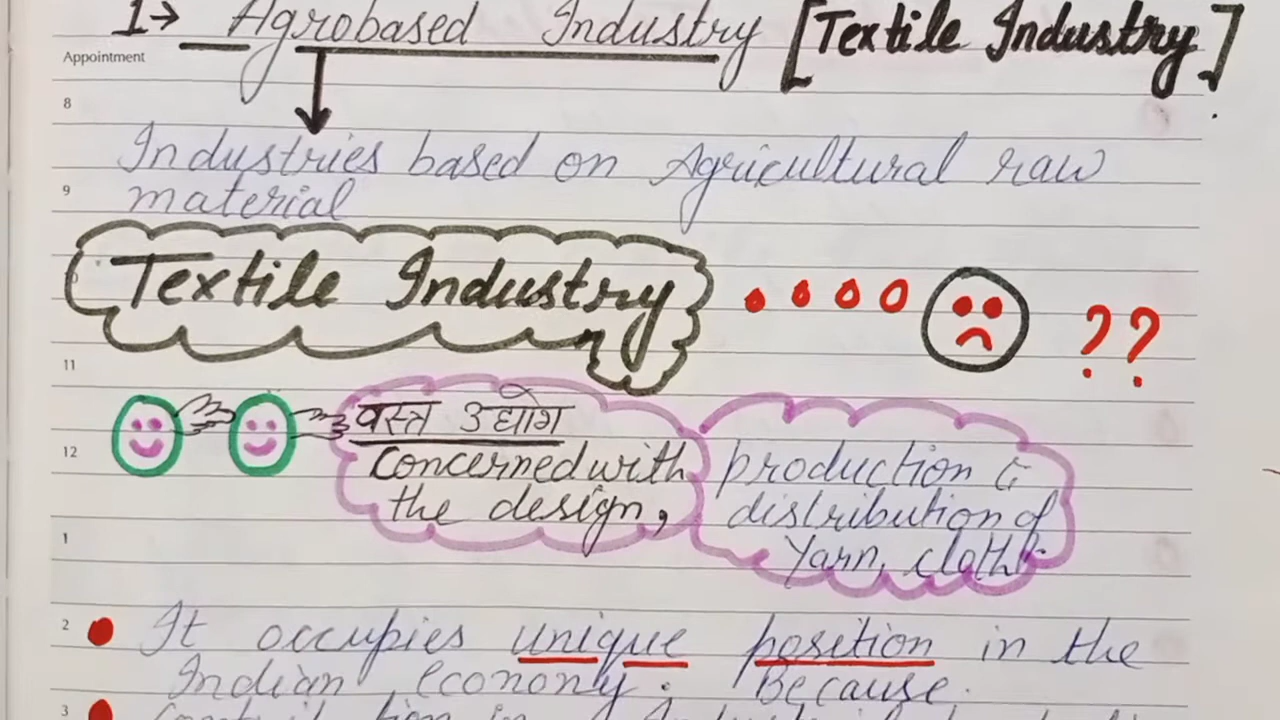 1→ Agrobased Industry [Textile Industry]
Appointment
8
Industries based on Agricultural raw
9
material
Textile Industry ??
11
वस्त्र उद्योग
12
Concerned with
the design,
production &
distribution of
Yarn, cloth.
1
2
It occupies unique position in the
Indian Economy. Because.
3